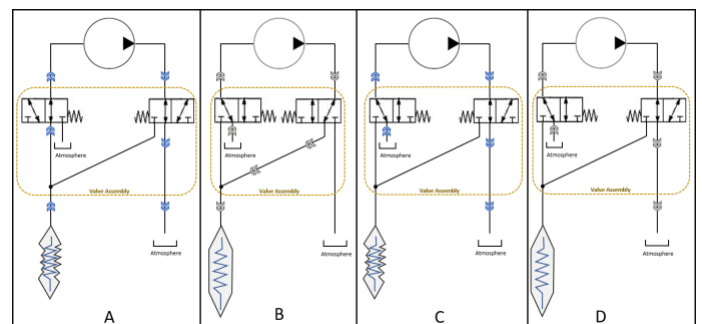 Atmosphere
Valve Assembly
Atmosphere
A
Atmosphere
Valve Assembly
Atmosphere
B
Atmosphere
Valve Assembly
Atmosphere
C
Atmosphere
Valve Assembly
Atmosphere
D